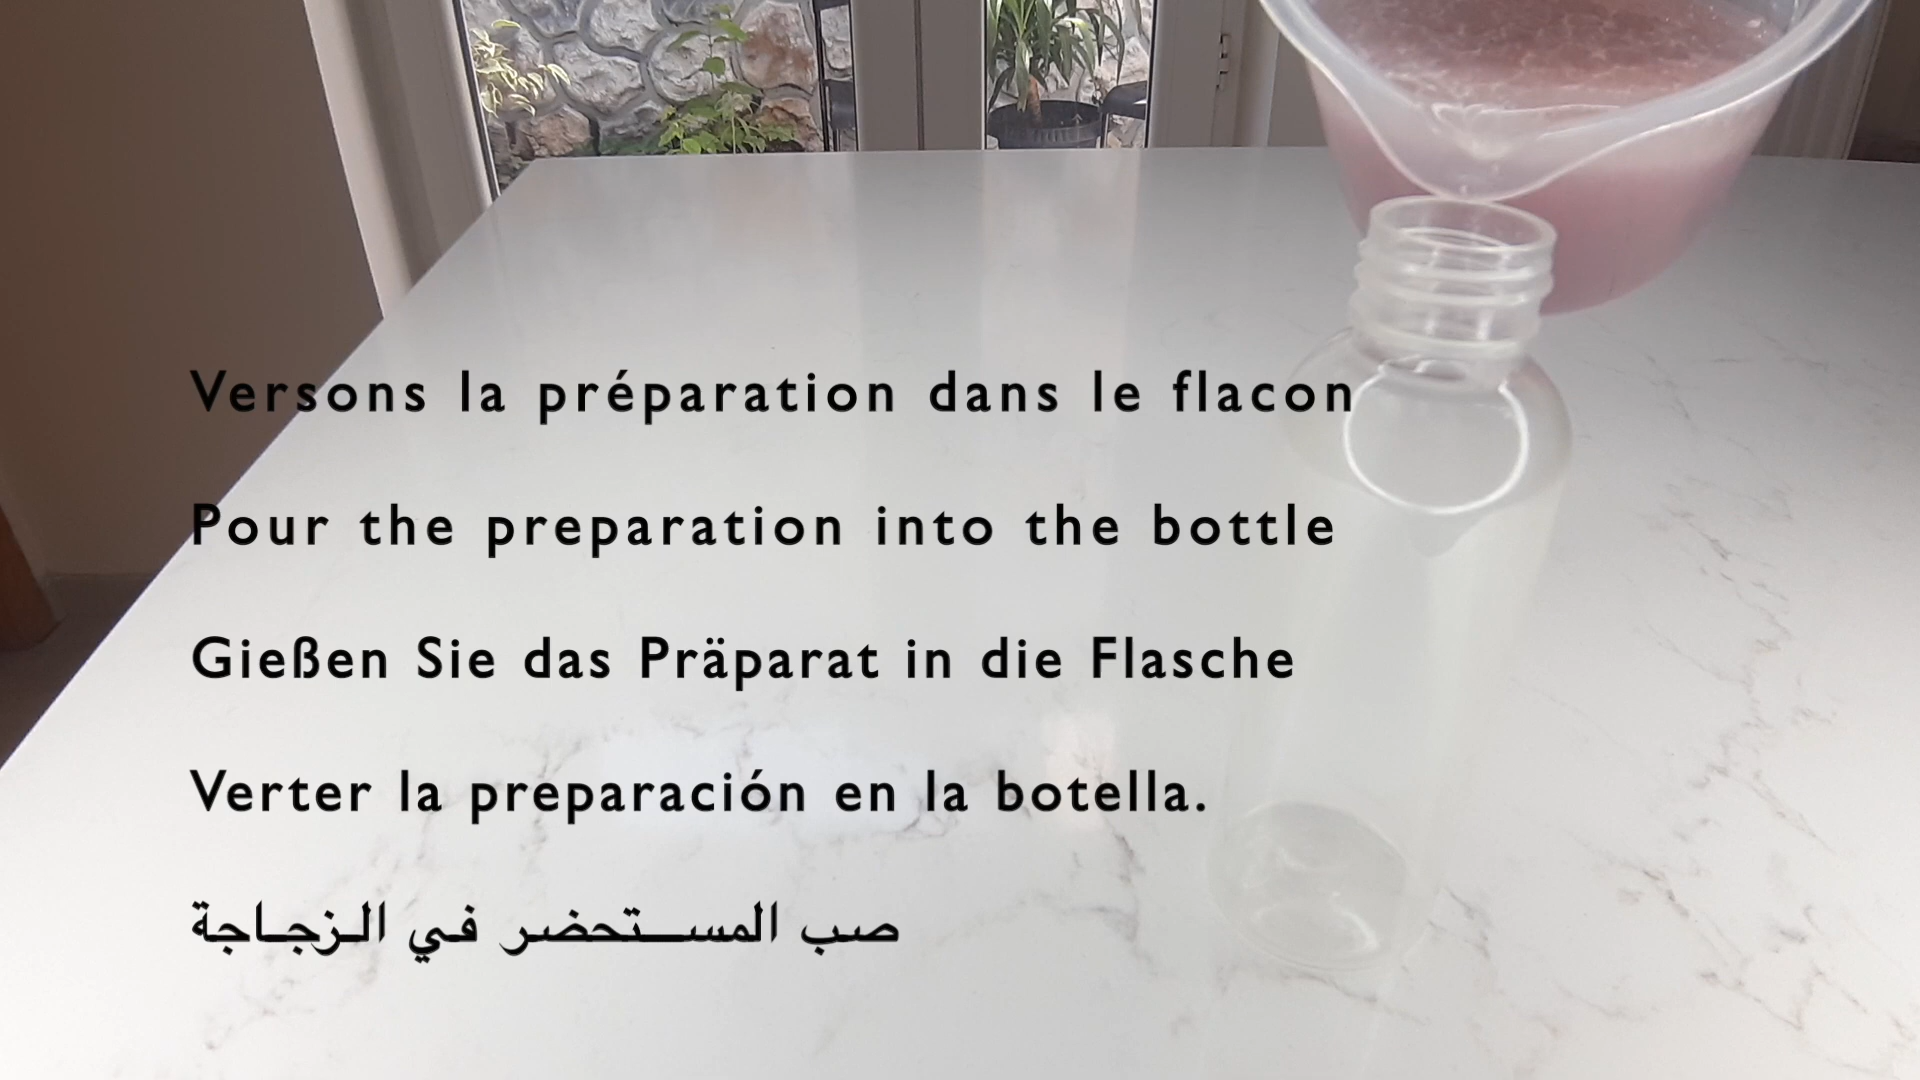 Versons la préparation dans le flacon
Pour the preparation into the bottle
Gießen Sie das Präparat in die Flasche
Verter la preparación en la botella.
صب المستحضر في الزجاجة